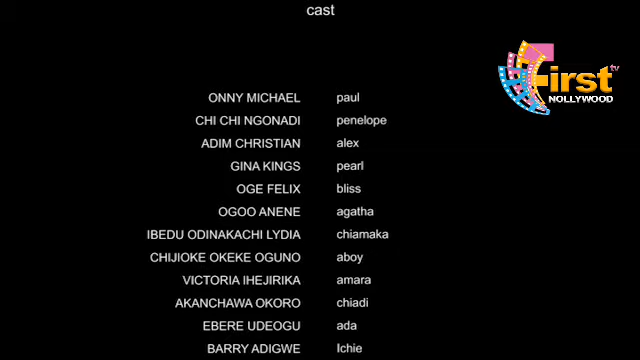 cast
First tv
NOLLYWOOD
ONNY MICHAEL paul
CHI CHI NGONADI penelope
ADIM CHRISTIAN alex
GINA KINGS pearl
OGE FELIX bliss
OGOO ANENE agatha
IBEDU ODINAKACHI LYDIA chiamaka
CHIJIOKE OKEKE OGUNO aboy
VICTORIA IHEJIRIKA amara
AKANCHAWA OKORO chiadi
EBERE UDEOGU ada
BARRY ADIGWE Ichie